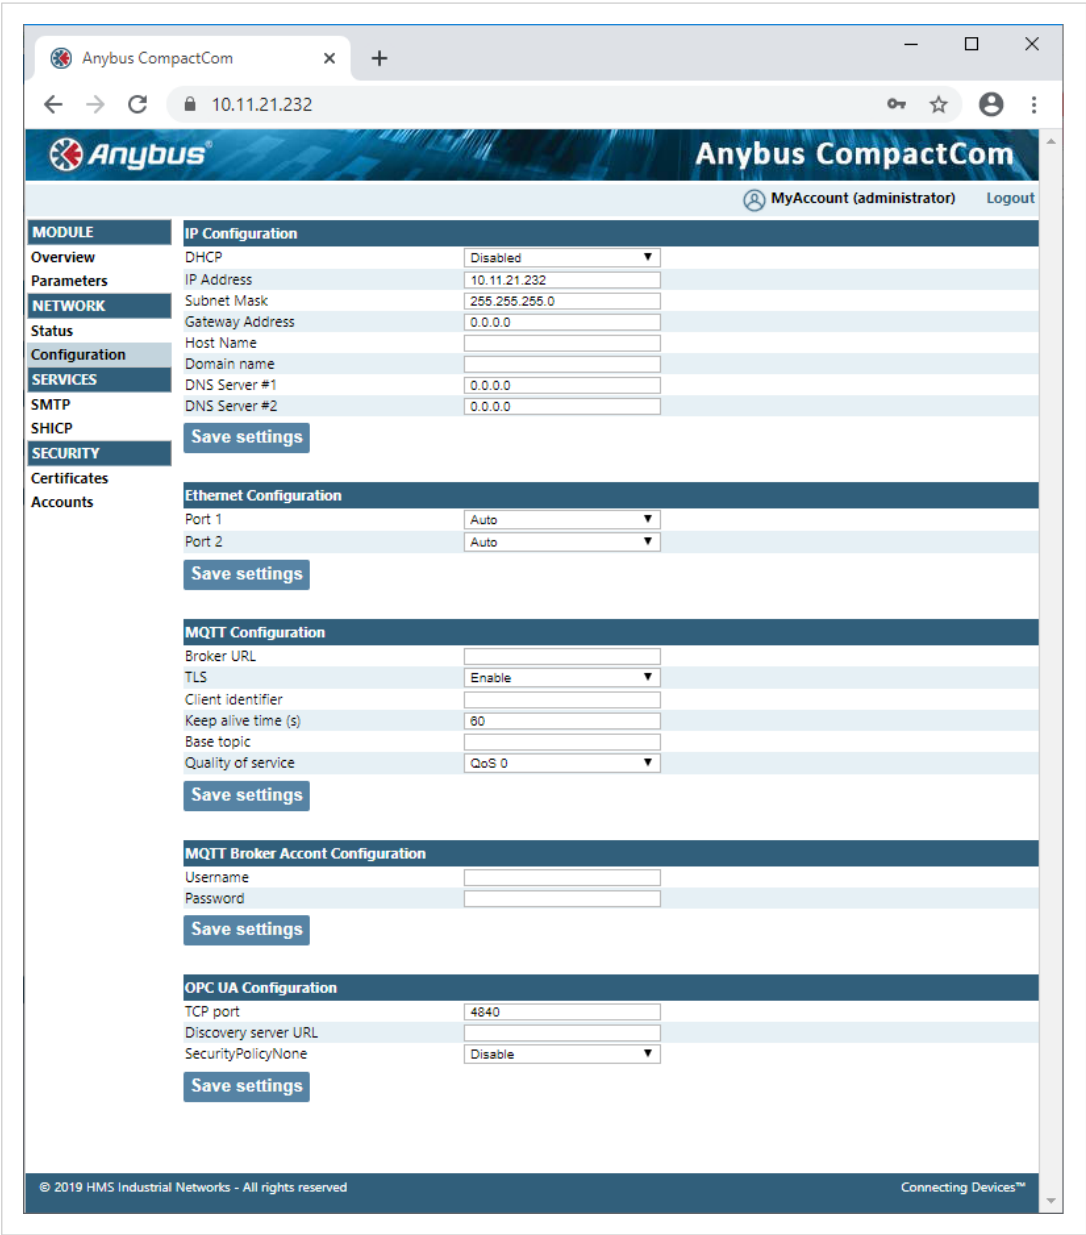 Anybus CompactCom
10.11.21.232
Anybus®
Anybus CompactCom
MyAccount (administrator) Logout
MODULE
Overview
Parameters
NETWORK
Status
Configuration
SERVICES
SMTP
SHICP
SECURITY
Certificates
Accounts
IP Configuration
DHCP Disabled
IP Address 10.11.21.232
Subnet Mask 255.255.255.0
Gateway Address 0.0.0.0
Host Name
Domain name
DNS Server #1 0.0.0.0
DNS Server #2 0.0.0.0
Save settings
Ethernet Configuration
Port 1 Auto
Port 2 Auto
Save settings
MQTT Configuration
Broker URL
TLS Enable
Client identifier
Keep alive time (s) 60
Base topic
Quality of service QoS 0
Save settings
MQTT Broker Accont Configuration
Username
Password
Save settings
OPC UA Configuration
TCP port 4840
Discovery server URL
SecurityPolicyNone Disable
Save settings
© 2019 HMS Industrial Networks - All rights reserved Connecting Devices™